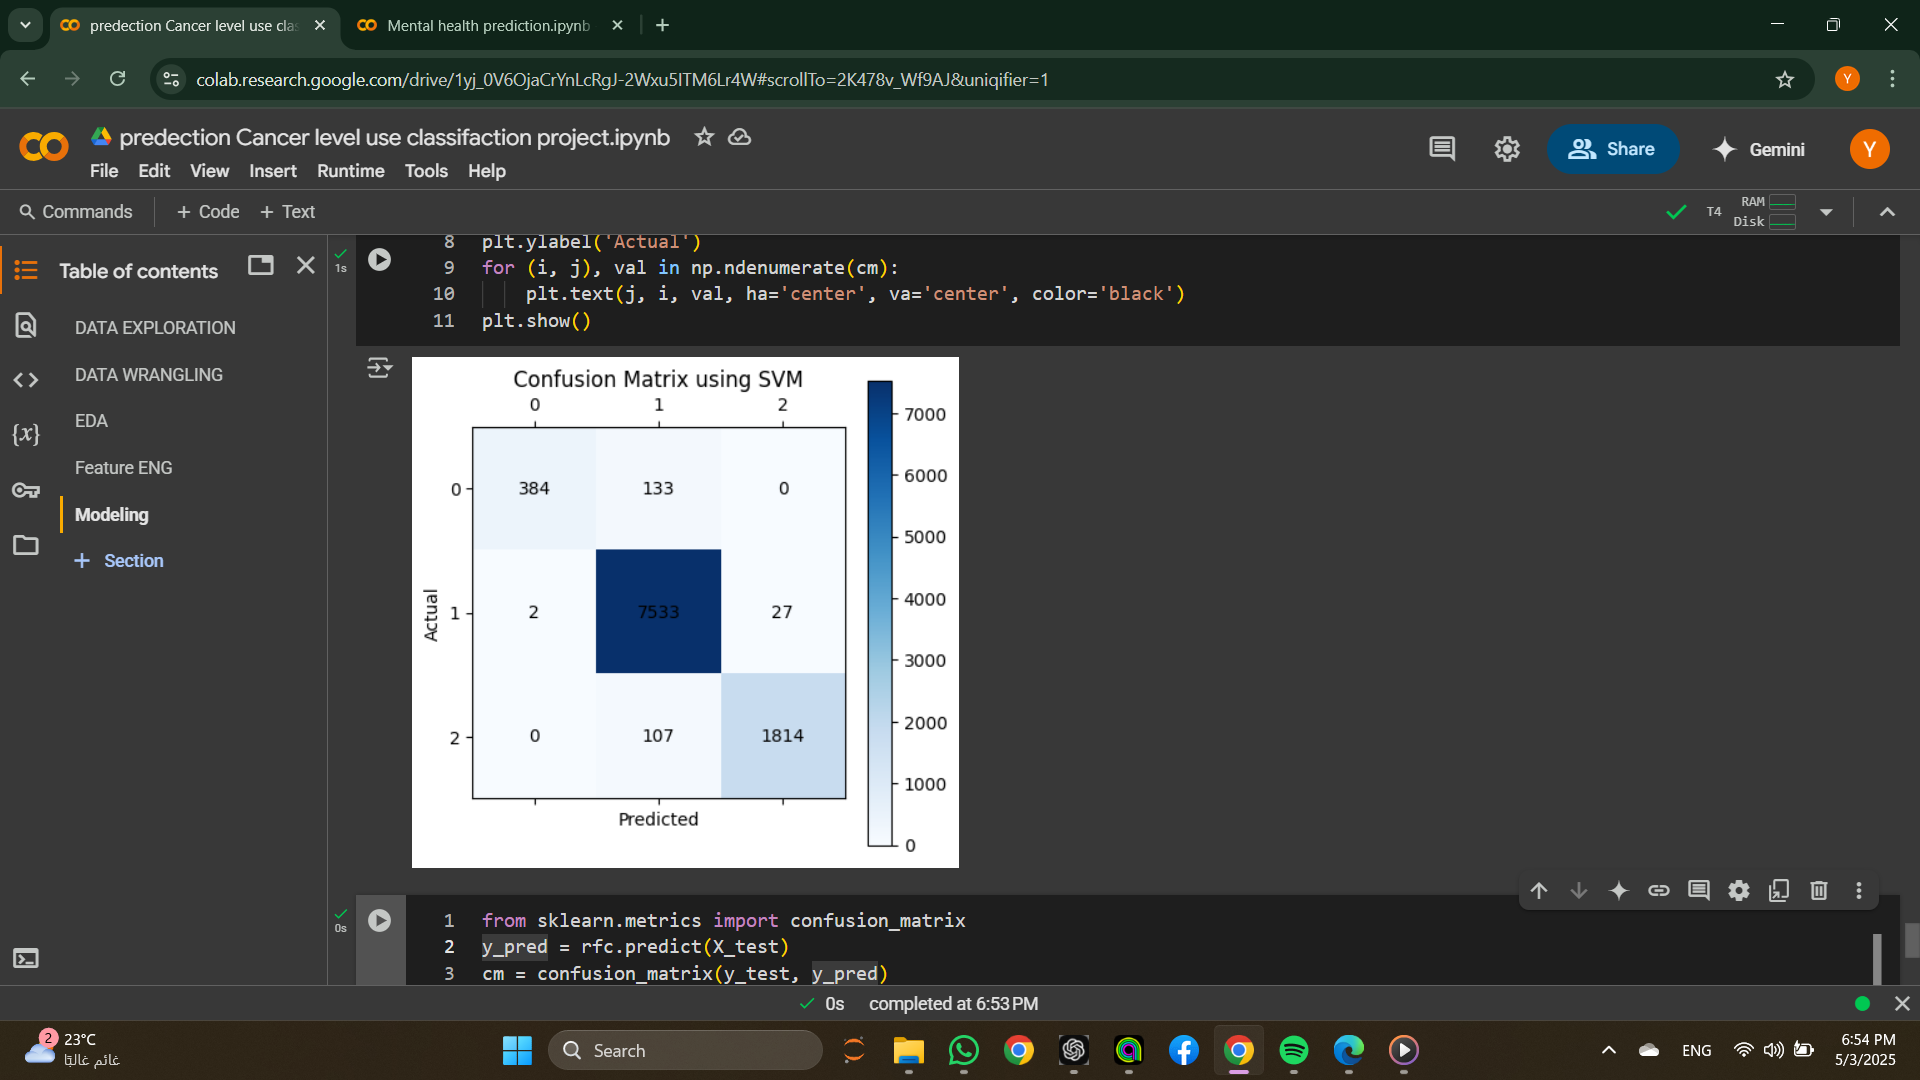 predection Cancer level use clas
Mental health prediction.ipynb
colab.research.google.com/drive/1yj_0V6OjaCrYnLcRgJ-2Wxu5ITM6Lr4W#scrollTo=2K478v_Wf9AJ&uniqifier=1
Y
predection Cancer level use classifaction project.ipynb
File Edit View Insert Runtime Tools Help
Share
Gemini
Y
Commands + Code + Text
T4
RAM
Disk
Table of contents
DATA EXPLORATION
DATA WRANGLING
EDA
Feature ENG
Modeling
+ Section
1s
8 plt.ylabel('Actual')
9 for (i, j), val in np.ndenumerate(cm):
10 plt.text(j, i, val, ha='center', va='center', color='black')
11 plt.show()
Confusion Matrix using SVM
0 1 2
0 384 133 0
1 2 7533 27
2 0 107 1814
Actual
Predicted
7000
6000
5000
4000
3000
2000
1000
0
0s
1 from sklearn.metrics import confusion_matrix
2 y_pred = rfc.predict(X_test)
3 cm = confusion_matrix(y_test, y_pred)
0s completed at 6:53 PM
2
23°C
غائم غالبًا
Search
ENG
6:54 PM
5/3/2025